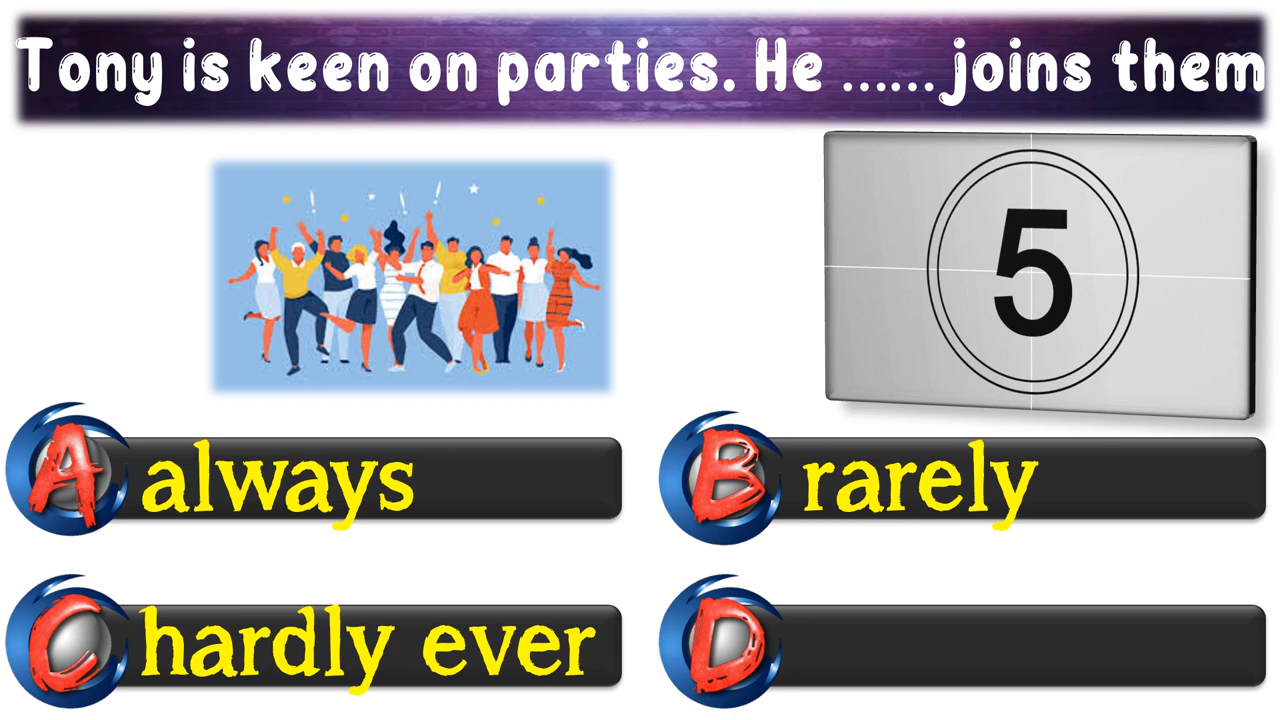 Tony is keen on parties. He ...... joins them
5
A always
B rarely
C hardly ever
D